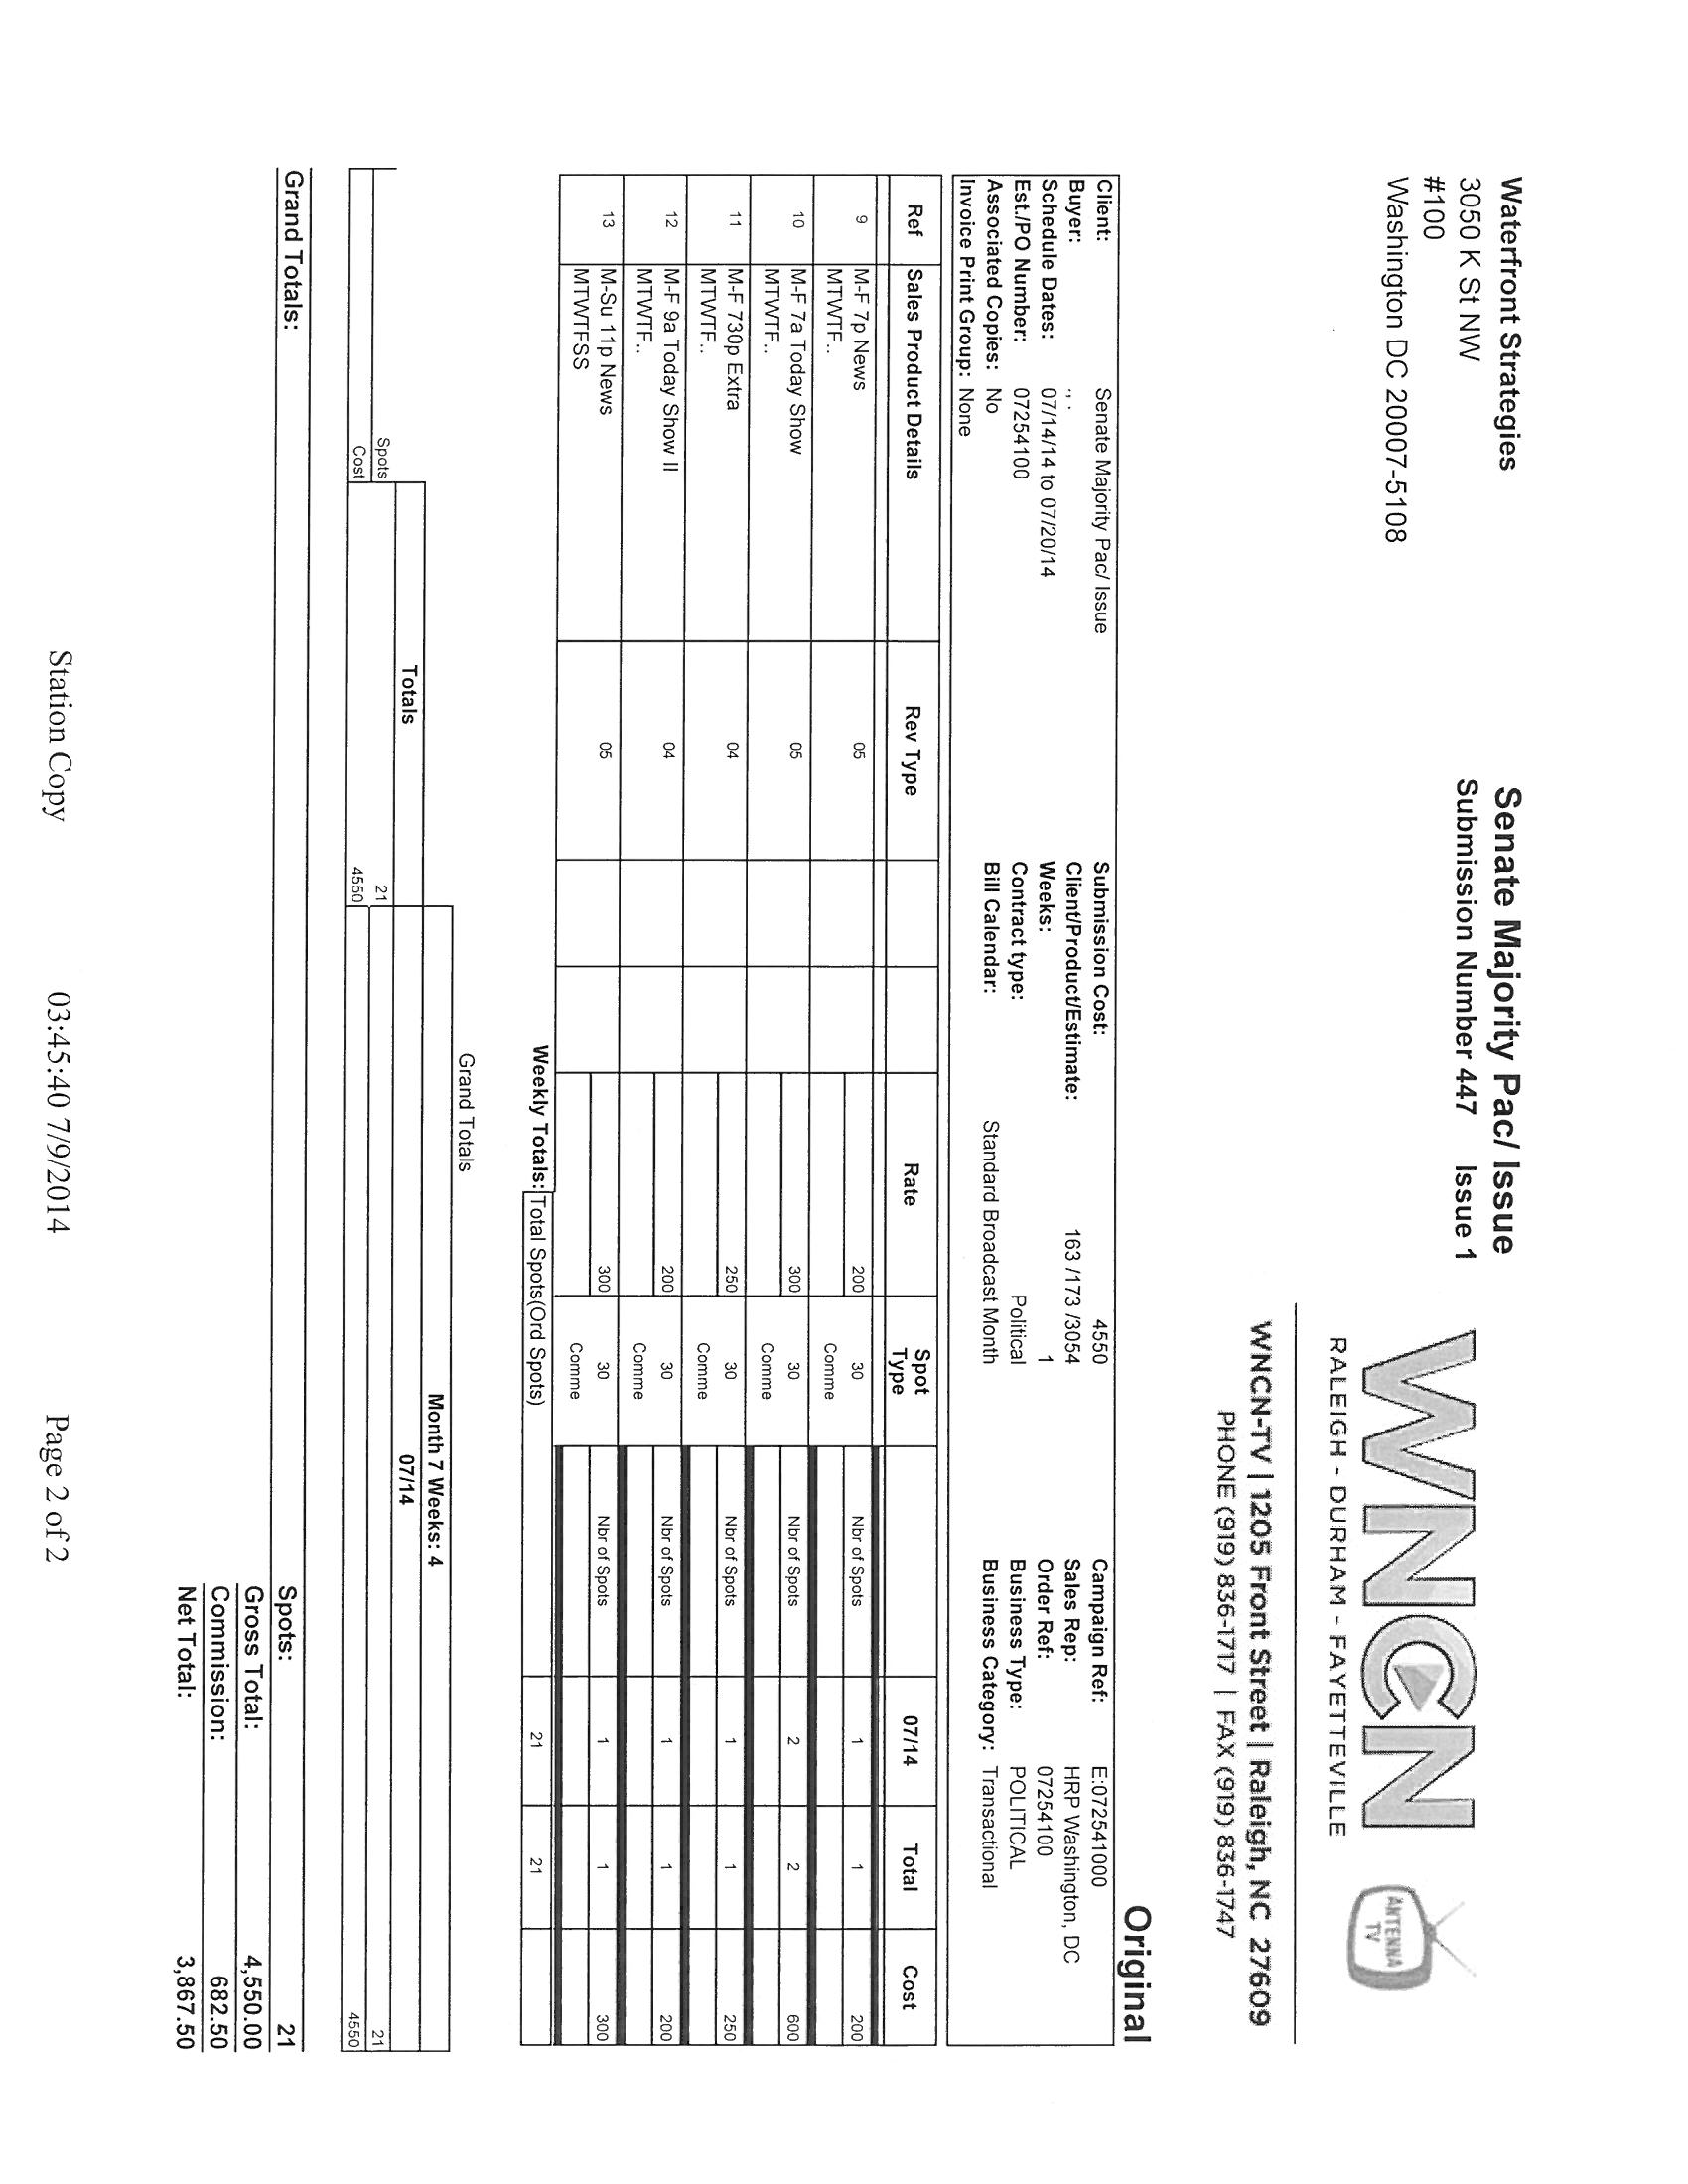 Waterfront Strategies
3050 K St NW
#100
Washington DC 20007-5108
Senate Majority Pac/ Issue
Submission Number 447 Issue 1
WNCN
RALEIGH - DURHAM - FAYETTEVILLE
ANTENNA
TV
WNCN-TV | 1205 Front Street | Raleigh, NC 27609
PHONE (919) 836-1717 | FAX (919) 836-1747
Original
Client: Senate Majority Pac/ Issue Submission Cost: 4550 Campaign Ref: E:072541000
Buyer: , , . Client/Product/Estimate: 163 /173 /3054 Sales Rep: HRP Washington, DC
Schedule Dates: 07/14/14 to 07/20/14 Weeks: 1 Order Ref: 07254100
Est./PO Number: 07254100 Contract type: Political Business Type: POLITICAL
Associated Copies: No Bill Calendar: Standard Broadcast Month Business Category: Transactional
Invoice Print Group: None
Ref Sales Product Details Rev Type Rate Spot Type 07/14 Total Cost
9 M-F 7p News 05 200 30 Nbr of Spots 1 1 200
MTWTF.. Comme
10 M-F 7a Today Show 05 300 30 Nbr of Spots 2 2 600
MTWTF.. Comme
11 M-F 730p Extra 04 250 30 Nbr of Spots 1 1 250
MTWTF.. Comme
12 M-F 9a Today Show II 04 200 30 Nbr of Spots 1 1 200
MTWTF.. Comme
13 M-Su 11p News 05 300 30 Nbr of Spots 1 1 300
MTWTFSS Comme
Weekly Totals: Total Spots(Ord Spots) 21 21
Grand Totals
Month 7 Weeks: 4
Totals 07/14
Spots 21 21
Cost 4550 4550
Grand Totals: Spots: 21
Gross Total: 4,550.00
Commission: 682.50
Net Total: 3,867.50
Station Copy 03:45:40 7/9/2014 Page 2 of 2